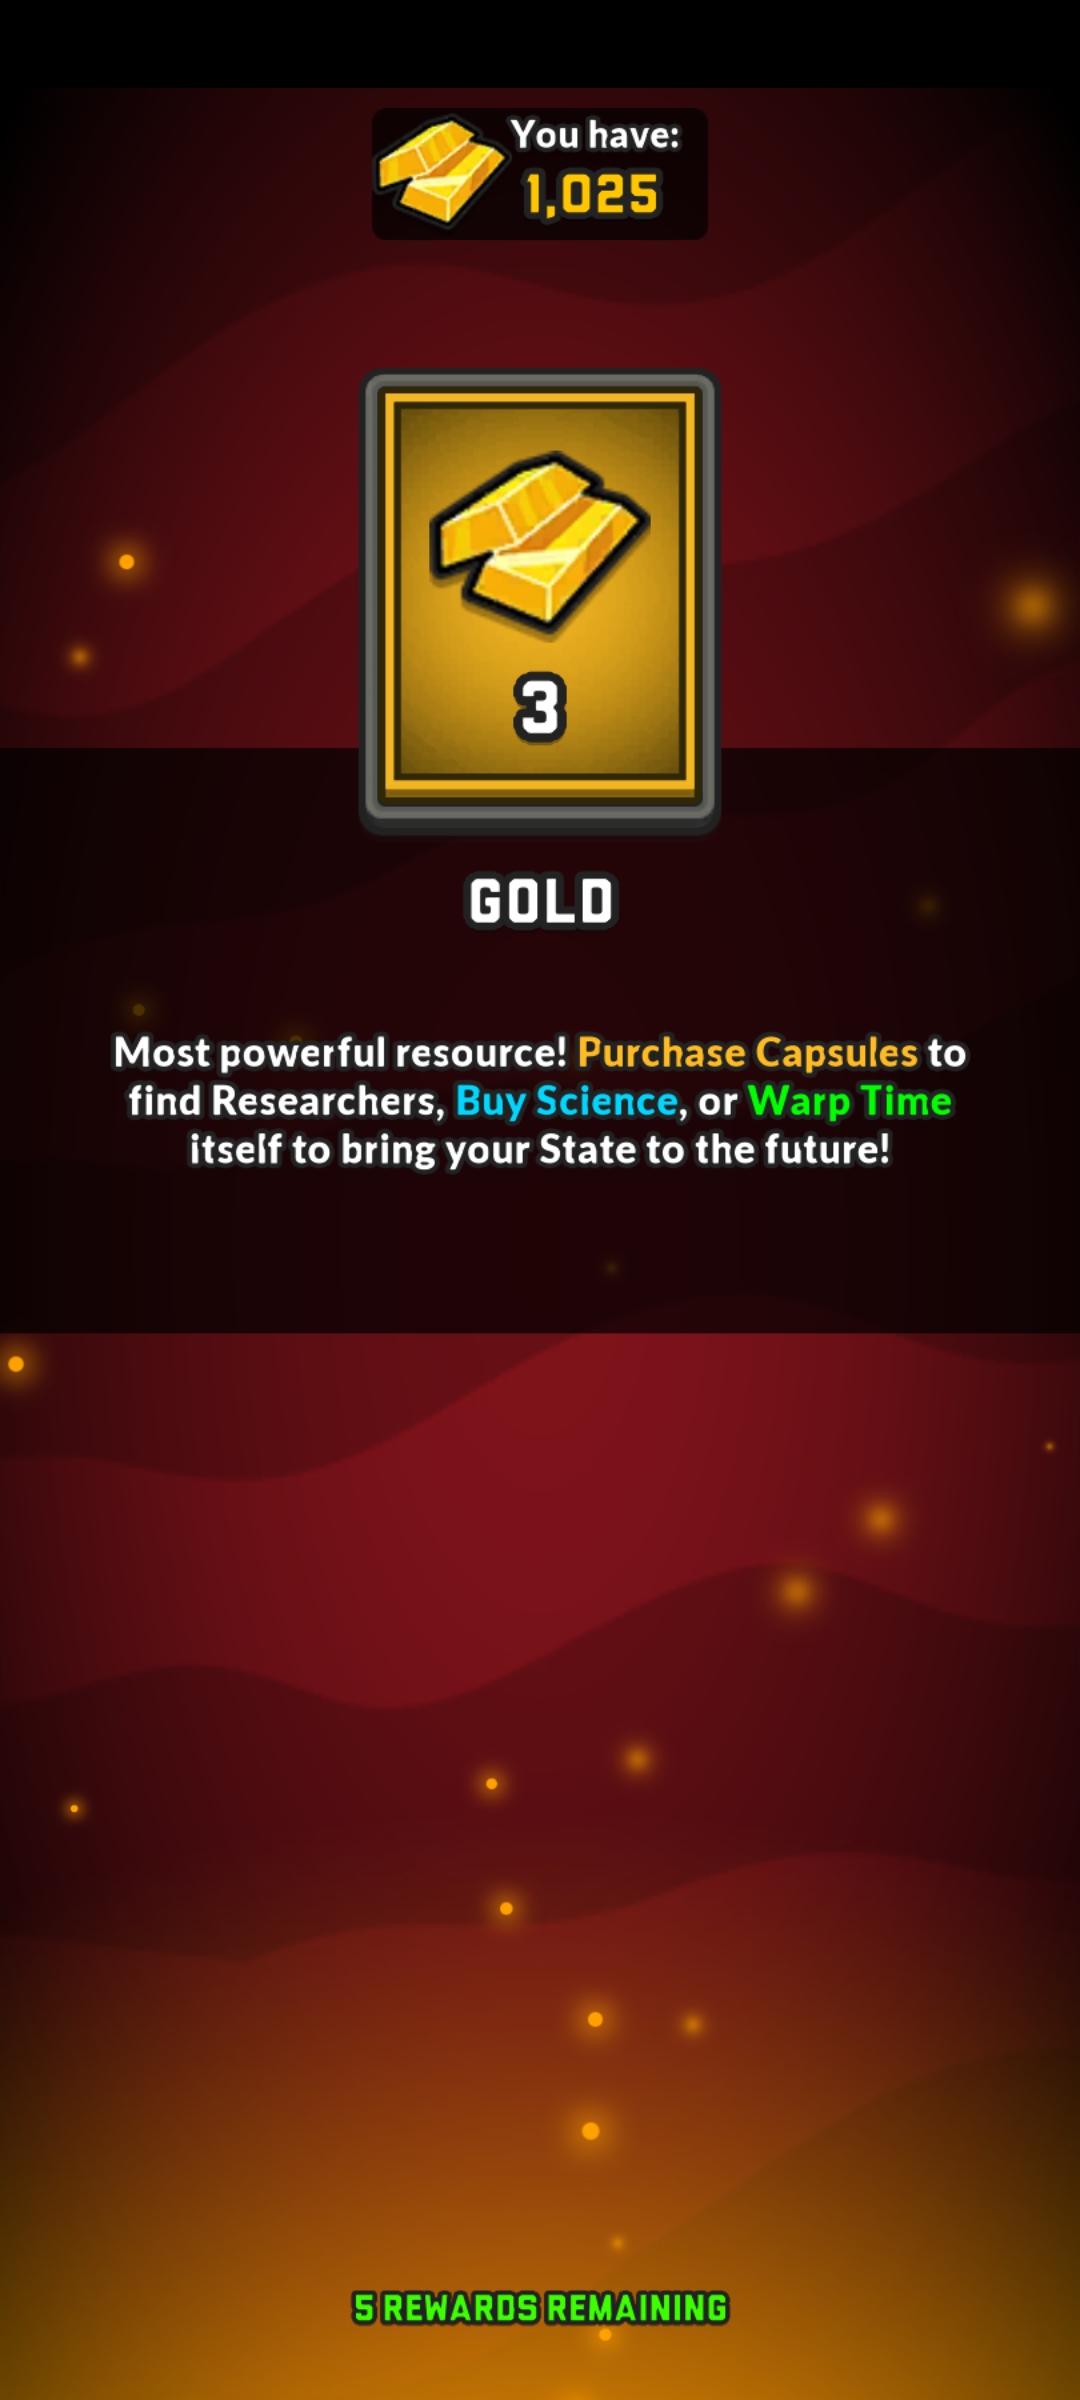 You have:
1,025
3
GOLD
Most powerful resource! Purchase Capsules to
find Researchers, Buy Science, or Warp Time
itself to bring your State to the future!
5 REWARDS REMAINING